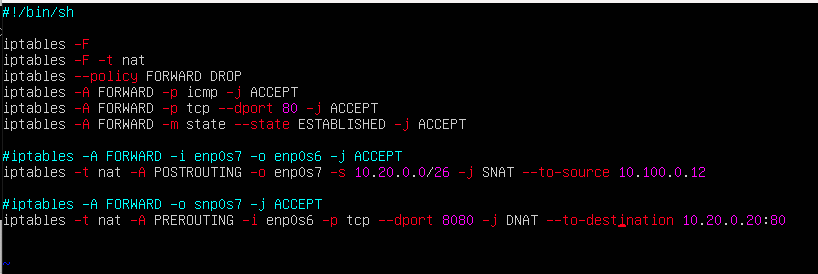 #!/bin/sh
iptables -F
iptables -F -t nat
iptables --policy FORWARD DROP
iptables -A FORWARD -p icmp -j ACCEPT
iptables -A FORWARD -p tcp --dport 80 -j ACCEPT
iptables -A FORWARD -m state --state ESTABLISHED -j ACCEPT
#iptables -A FORWARD -i enp0s7 -o enp0s6 -j ACCEPT
iptables -t nat -A POSTROUTING -o enp0s7 -s 10.20.0.0/26 -j SNAT --to-source 10.100.0.12
#iptables -A FORWARD -o snp0s7 -j ACCEPT
iptables -t nat -A PREROUTING -i enp0s6 -p tcp --dport 8080 -j DNAT --to-destination 10.20.0.20:80
~